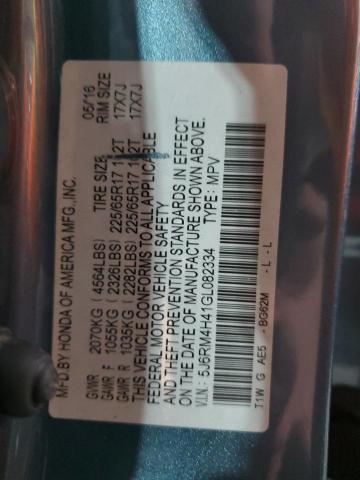 MFD.BY HONDA OF AMERICA MFG.,INC. 05/16
GVWR 2070KG ( 4564LBS) TIRE SIZE RIM SIZE
GAWR F 1055KG ( 2326LBS) 225/65R17 102T 17X7J
GAWR R 1035KG ( 2282LBS) 225/65R17 102T 17X7J
THIS VEHICLE CONFORMS TO ALL APPLICABLE
FEDERAL MOTOR VEHICLE SAFETY
AND THEFT PREVENTION STANDARDS IN EFFECT
ON THE DATE OF MANUFACTURE SHOWN ABOVE.
V.I.N.: 5J6RM4H41GL082334 TYPE: MPV
T1W G AE5 - BG62M - L - L